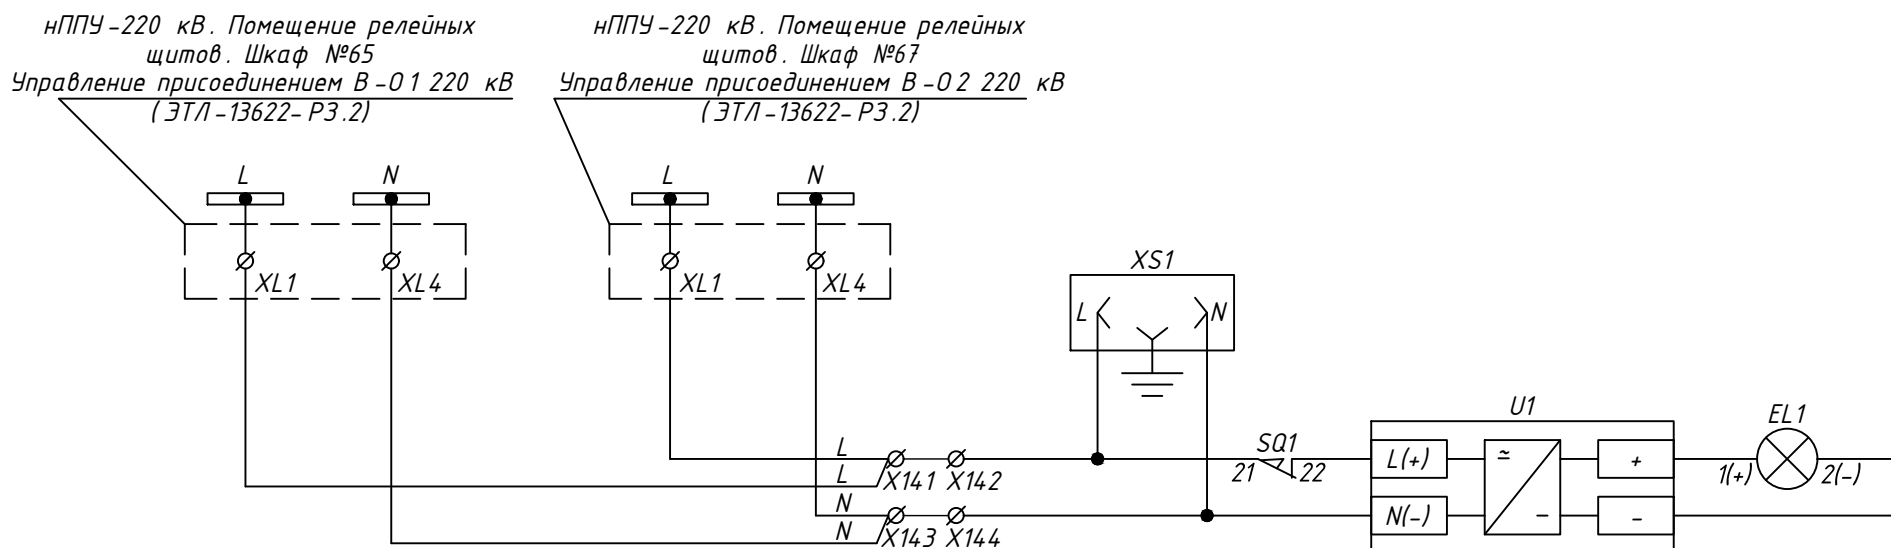 нППУ-220 кВ. Помещение релейных
щитов. Шкаф №65
Управление присоединением В-О1 220 кВ
(ЭТЛ-13622-РЗ.2)
нППУ-220 кВ. Помещение релейных
щитов. Шкаф №67
Управление присоединением В-О2 220 кВ
(ЭТЛ-13622-РЗ.2)
L N
L N
XL1 XL4
XL1 XL4
XS1
L N
U1
EL1
SQ1
L
L
X141 X142
21 22
L(+)
≃
+
1(+) 2(-)
N
N
X143 X144
N(-)
-
-